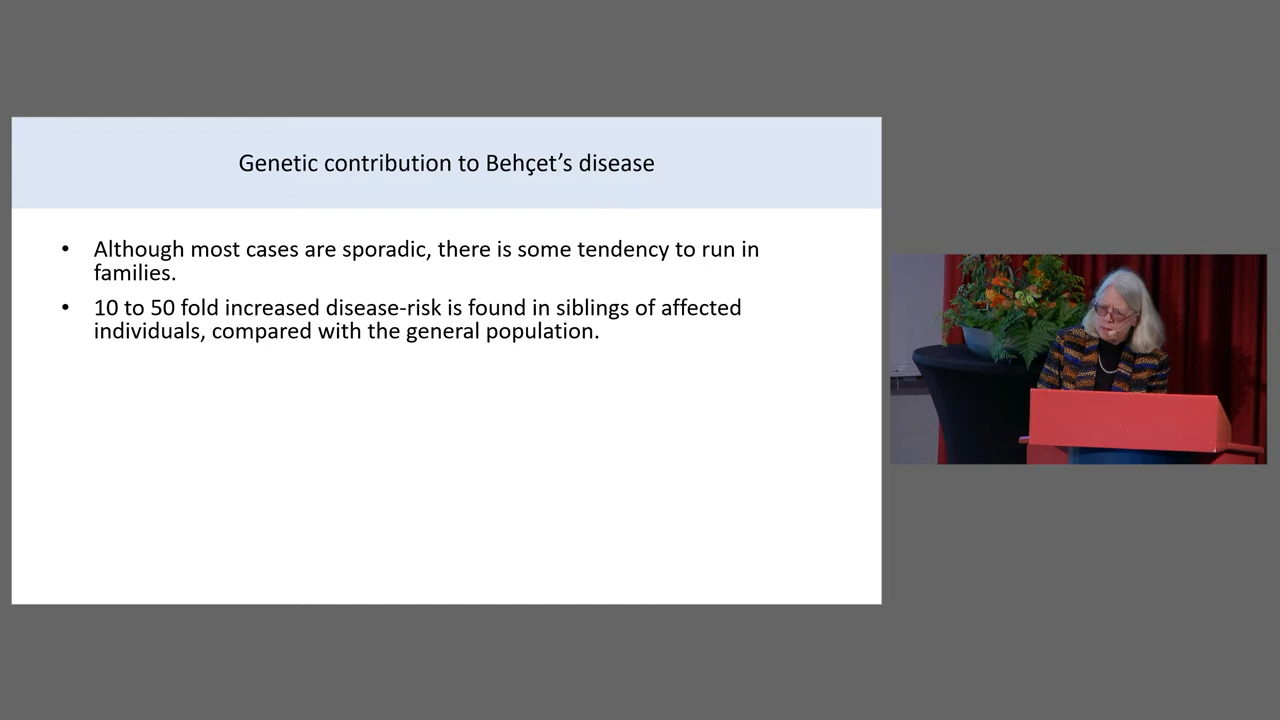 Genetic contribution to Behçet’s disease
• Although most cases are sporadic, there is some tendency to run in
families.
• 10 to 50 fold increased disease-risk is found in siblings of affected
individuals, compared with the general population.